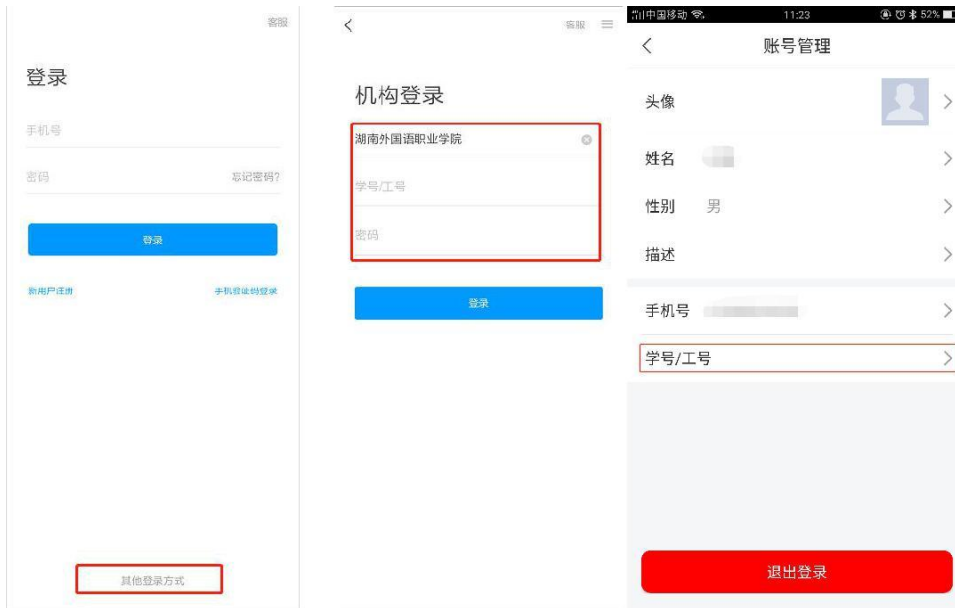 客服
登录
手机号
密码
忘记密码?
登录
新用户注册
手机验证码登录
其他登录方式
客服
机构登录
湖南外国语职业学院
学号/工号
密码
登录
中国移动
11:23
52%
账号管理
头像
姓名
性别 男
描述
手机号
学号/工号
退出登录